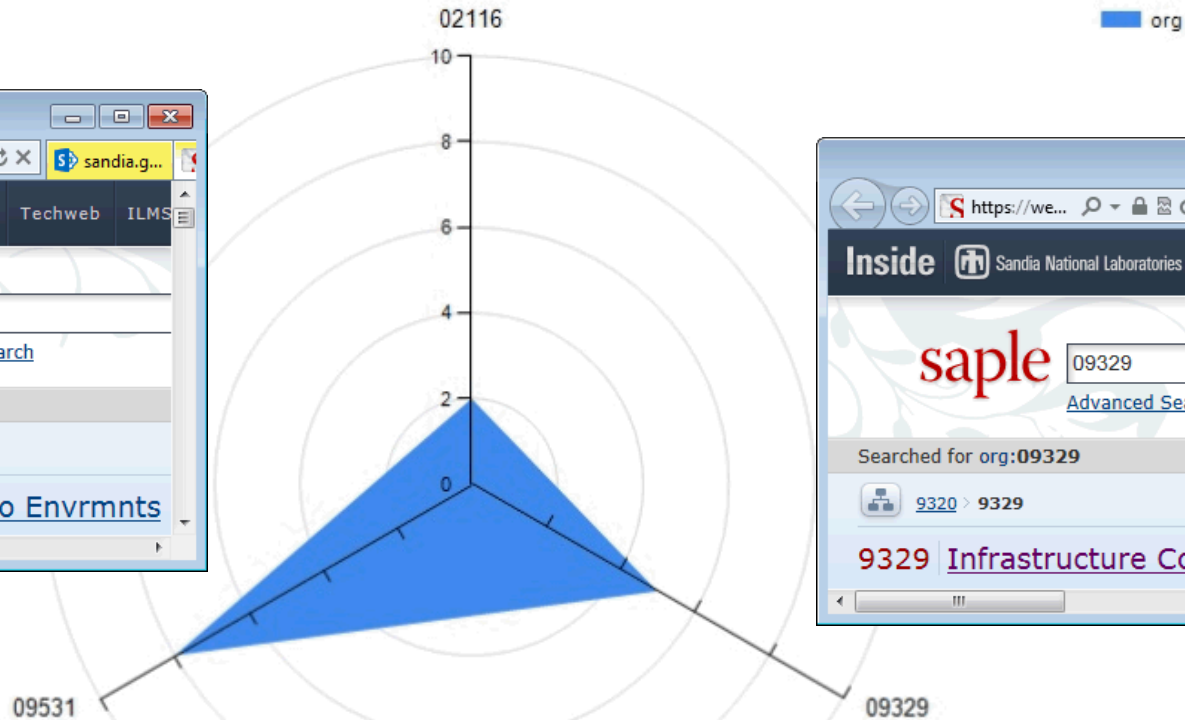 02116
org
10
8
6
4
2
0
09531
09329
sandia.g...
Techweb ILMS
arch
o Envrmnts
https://we...
Inside Sandia National Laboratories
saple 09329
Advanced Sea
Searched for org:09329
9320 > 9329
9329 Infrastructure Co